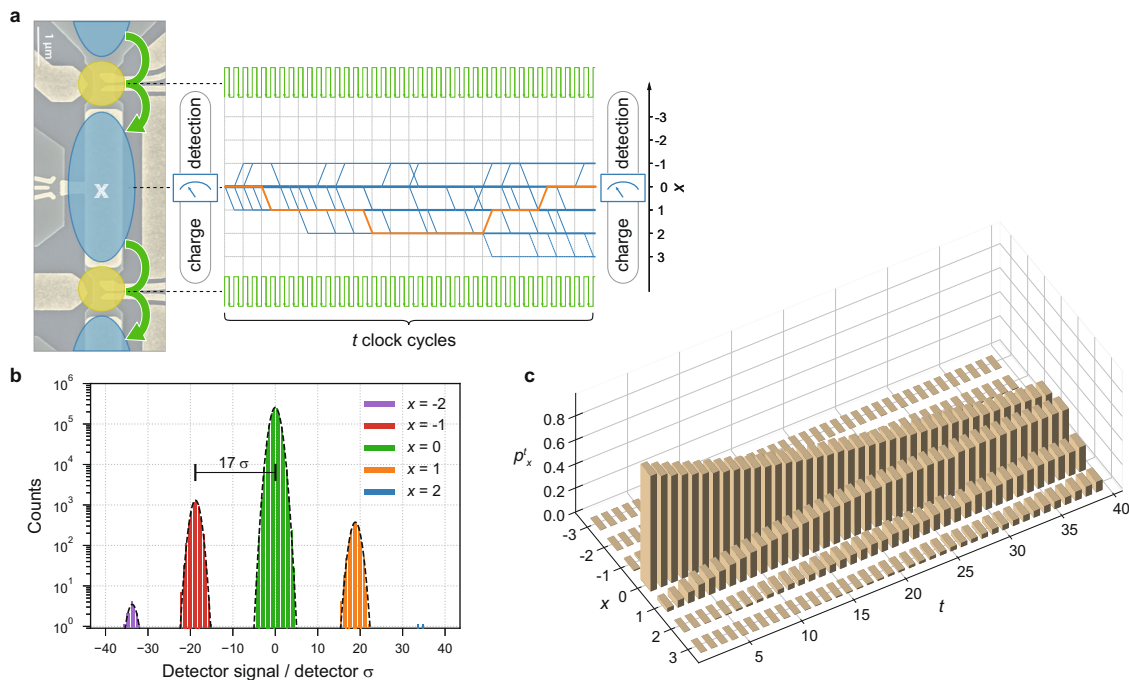 a
1 μm
x
charge
detection
t clock cycles
charge
detection
-3
-2
-1
0
1
2
3
x
b
10⁶
10⁵
10⁴
10³
10²
10¹
10⁰
Counts
17 σ
x = -2
x = -1
x = 0
x = 1
x = 2
−40 −30 −20 −10 0 10 20 30 40
Detector signal / detector σ
c
0.8
0.6
0.4
0.2
0.0
pᵗₓ
-3
-2
-1
0
1
2
3
x
5
10
15
20
25
30
35
40
t